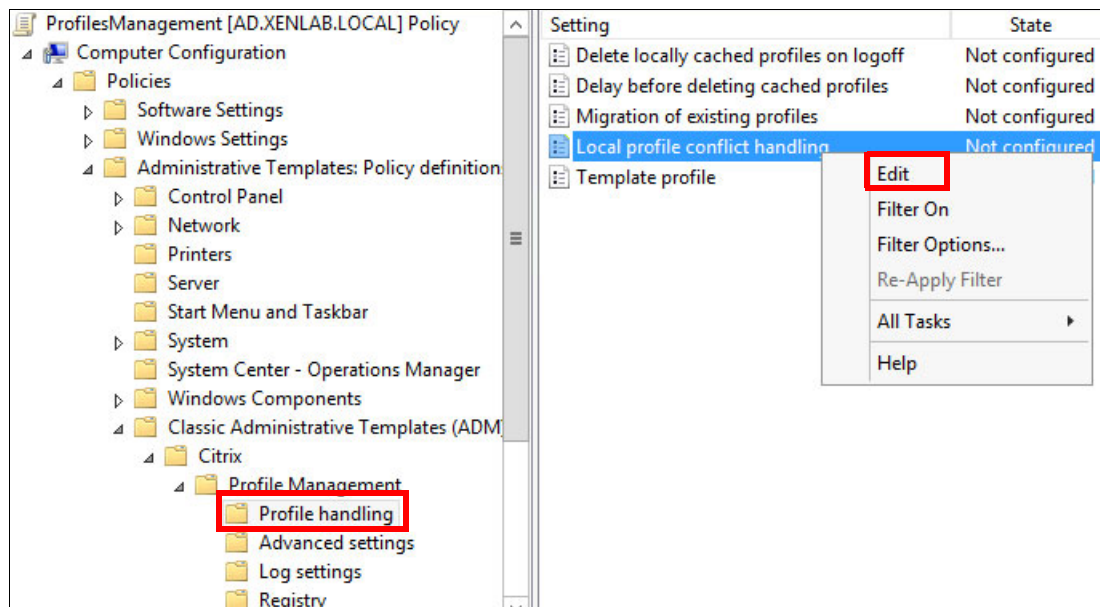 ProfilesManagement [AD.XENLAB.LOCAL] Policy
Computer Configuration
Policies
Software Settings
Windows Settings
Administrative Templates: Policy definition
Control Panel
Network
Printers
Server
Start Menu and Taskbar
System
System Center - Operations Manager
Windows Components
Classic Administrative Templates (ADM)
Citrix
Profile Management
Profile handling
Advanced settings
Log settings
Registry
Setting State
Delete locally cached profiles on logoff Not configured
Delay before deleting cached profiles Not configured
Migration of existing profiles Not configured
Local profile conflict handling Not configured
Template profile
Edit
Filter On
Filter Options...
Re-Apply Filter
All Tasks
Help